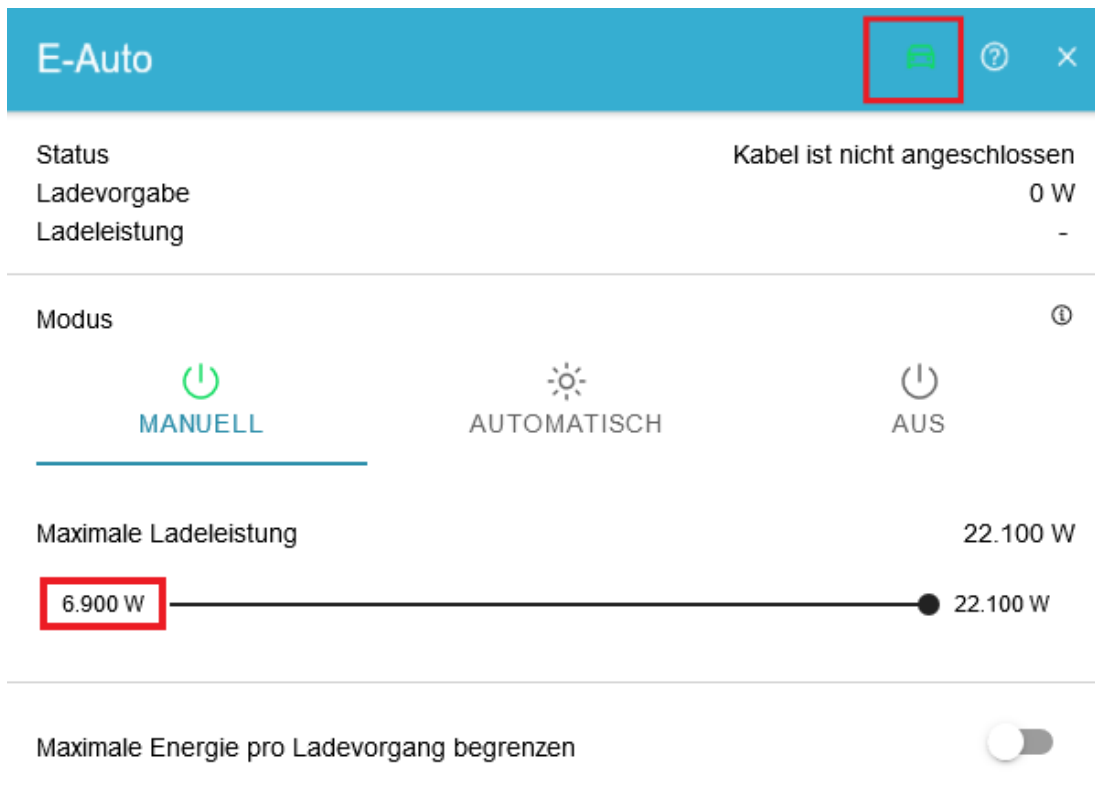 E-Auto
Status Kabel ist nicht angeschlossen
Ladevorgabe 0 W
Ladeleistung -
Modus
MANUELL AUTOMATISCH AUS
Maximale Ladeleistung 22.100 W
6.900 W 22.100 W
Maximale Energie pro Ladevorgang begrenzen